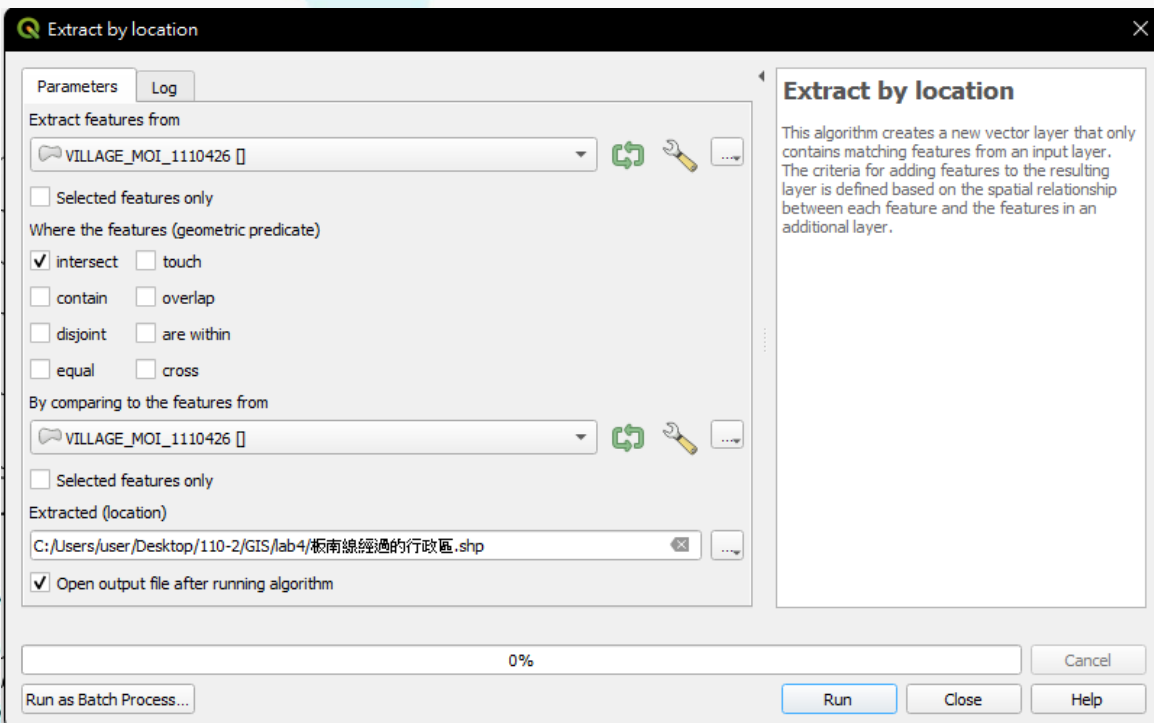 Extract by location
Parameters
Log
Extract features from
VILLAGE_MOI_1110426 []
...
Selected features only
Where the features (geometric predicate)
intersect
touch
contain
overlap
disjoint
are within
equal
cross
By comparing to the features from
VILLAGE_MOI_1110426 []
...
Selected features only
Extracted (location)
C:/Users/user/Desktop/110-2/GIS/lab4/板南線經過的行政區.shp
...
Open output file after running algorithm
Extract by location
This algorithm creates a new vector layer that only
contains matching features from an input layer.
The criteria for adding features to the resulting
layer is defined based on the spatial relationship
between each feature and the features in an
additional layer.
0%
Cancel
Run as Batch Process...
Run
Close
Help